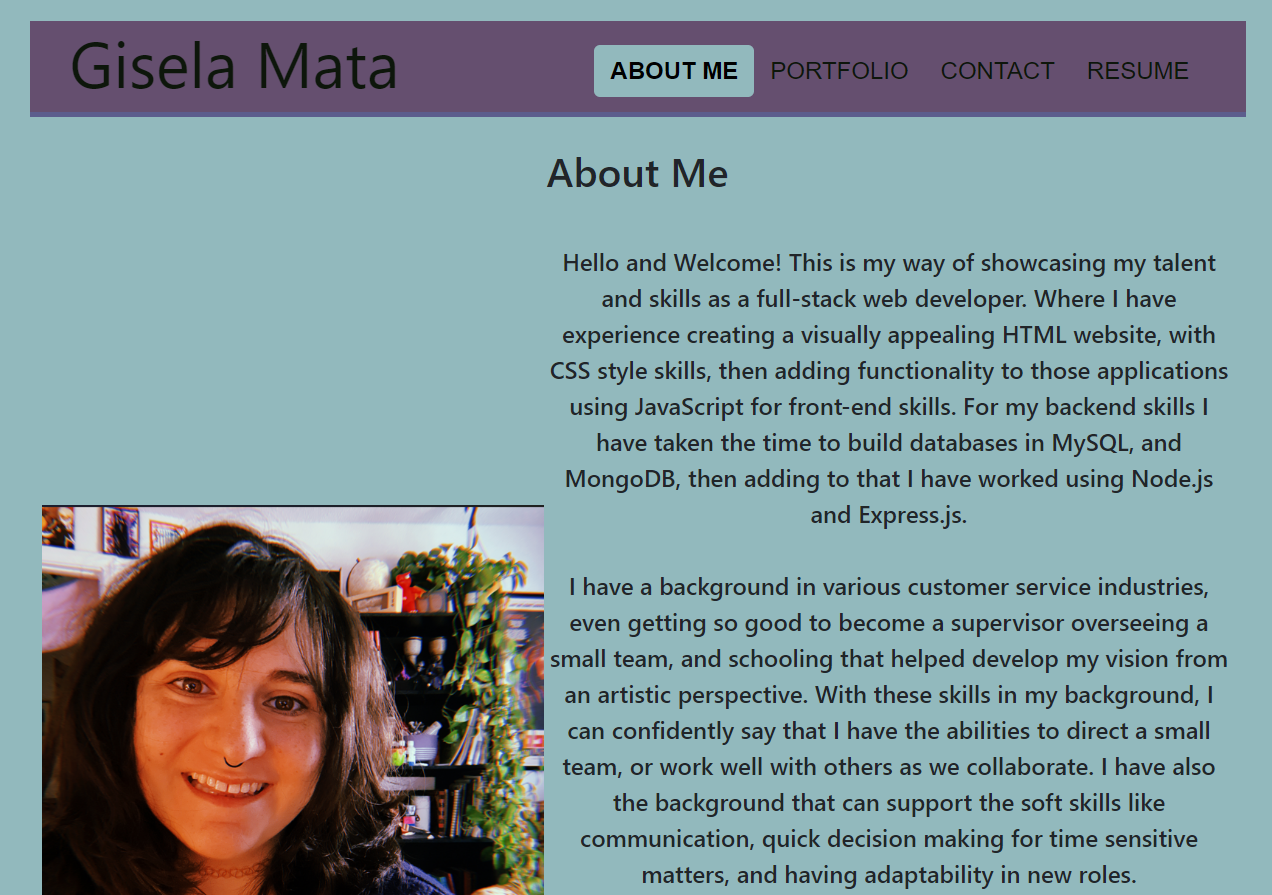 Gisela Mata
ABOUT ME PORTFOLIO CONTACT RESUME
About Me
Hello and Welcome! This is my way of showcasing my talent
and skills as a full-stack web developer. Where I have
experience creating a visually appealing HTML website, with
CSS style skills, then adding functionality to those applications
using JavaScript for front-end skills. For my backend skills I
have taken the time to build databases in MySQL, and
MongoDB, then adding to that I have worked using Node.js
and Express.js.
I have a background in various customer service industries,
even getting so good to become a supervisor overseeing a
small team, and schooling that helped develop my vision from
an artistic perspective. With these skills in my background, I
can confidently say that I have the abilities to direct a small
team, or work well with others as we collaborate. I have also
the background that can support the soft skills like
communication, quick decision making for time sensitive
matters, and having adaptability in new roles.